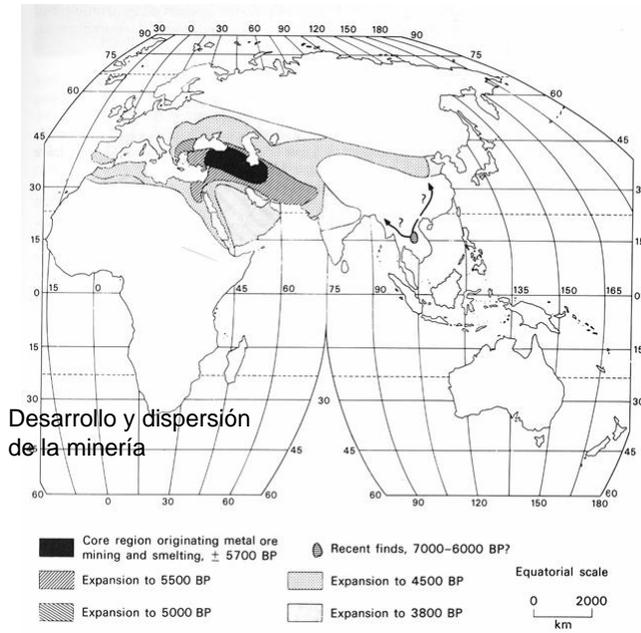 90 30 0 30 90 150 180 90
75 75
60 60
45 45
30 30
15 15
15 0 45 60 75 90 135 150 165
0 0
15 15
30 30 30
Desarrollo y dispersión
de la minería
45 45 45
60 0 30 60 60 90 120 150 180 60
? ?
Core region originating metal ore
mining and smelting, ± 5700 BP
Recent finds, 7000–6000 BP?
Expansion to 5500 BP
Expansion to 4500 BP
Expansion to 5000 BP
Expansion to 3800 BP
Equatorial scale
0 2000
km